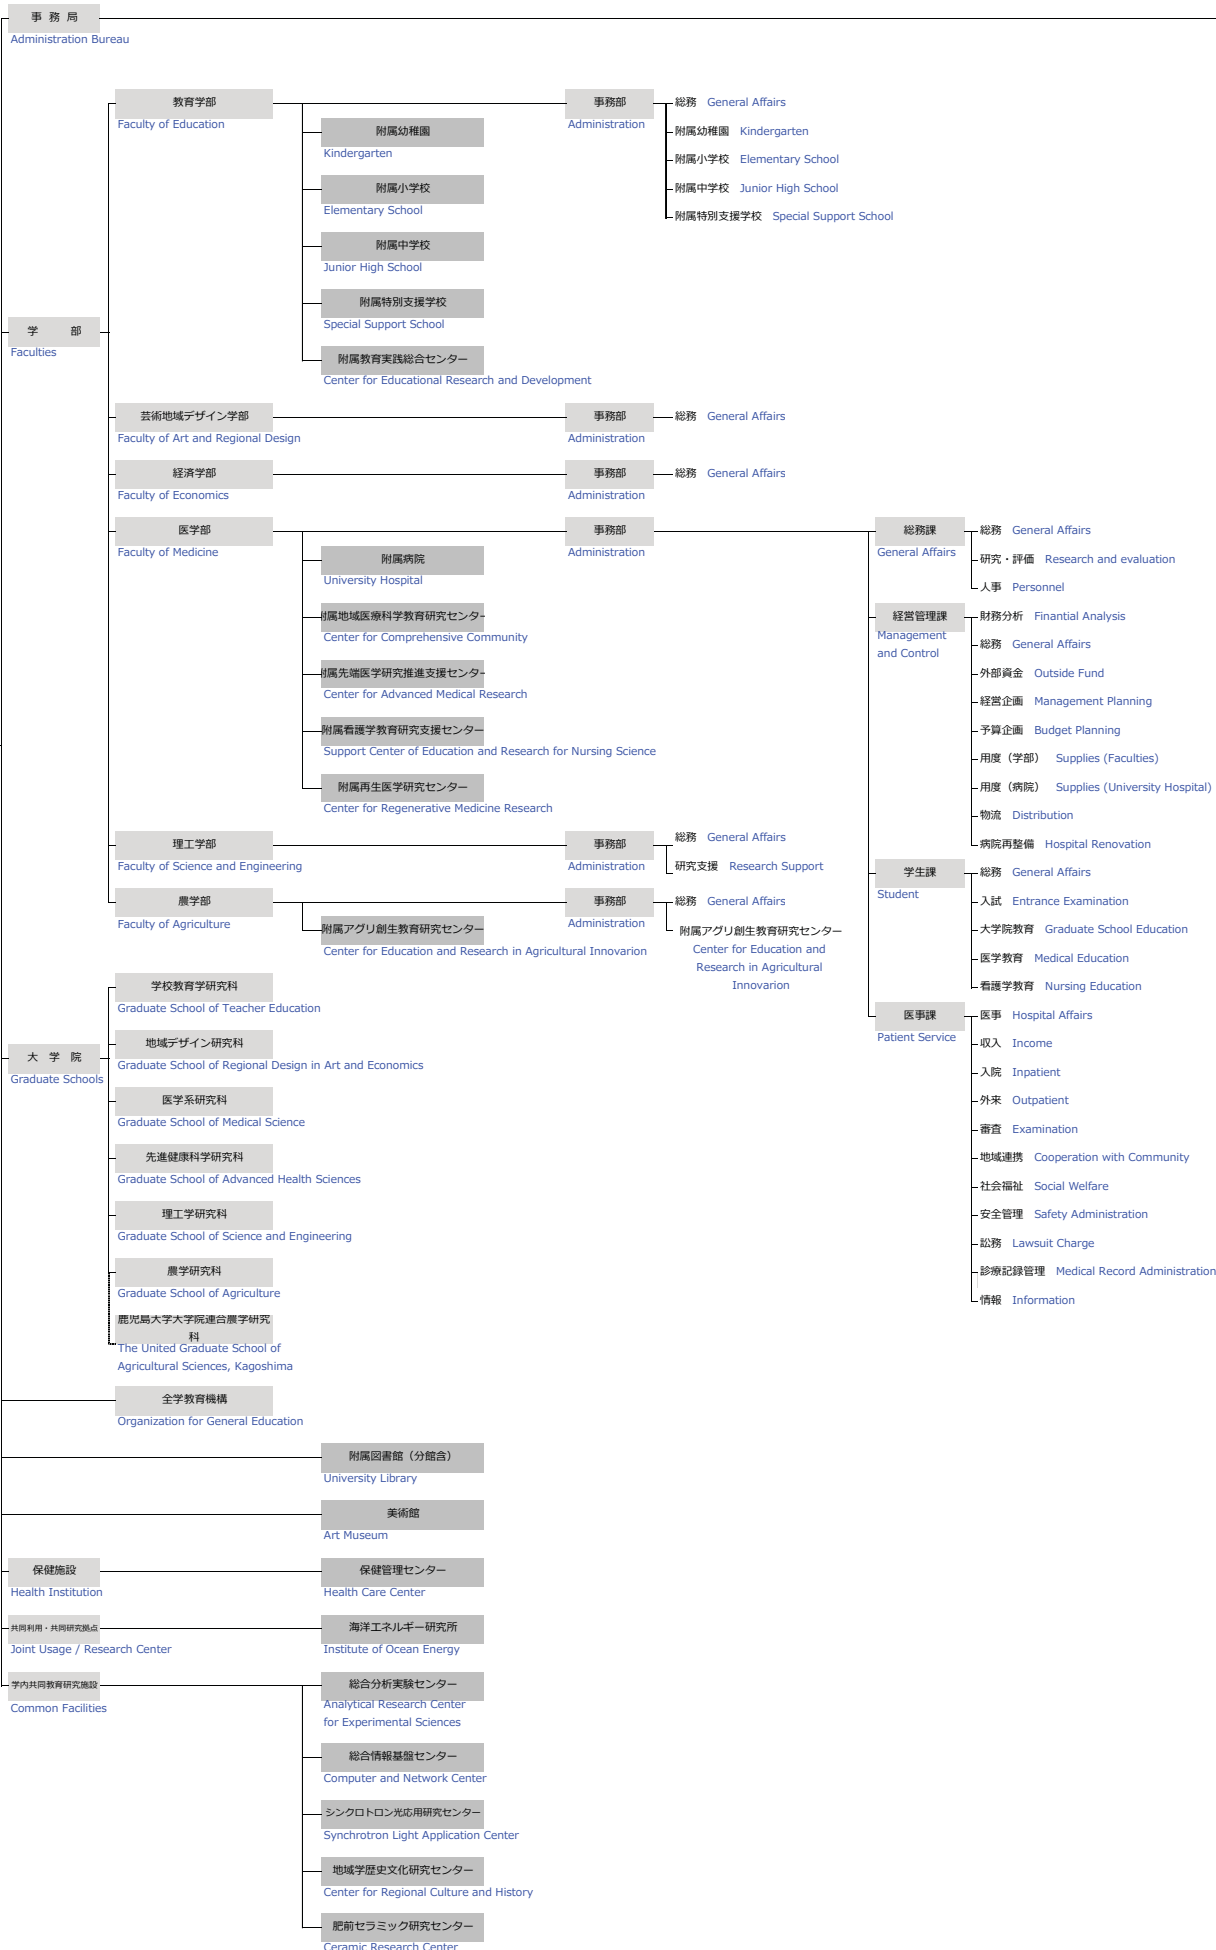 事 務 局
Administration Bureau
教育学部
Faculty of Education
事務部
Administration
総務 General Affairs
附属幼稚園 Kindergarten
附属小学校 Elementary School
附属中学校 Junior High School
附属特別支援学校 Special Support School
附属幼稚園
Kindergarten
附属小学校
Elementary School
附属中学校
Junior High School
附属特別支援学校
Special Support School
附属教育実践総合センター
Center for Educational Research and Development
学 部
Faculties
芸術地域デザイン学部
Faculty of Art and Regional Design
事務部
Administration
総務 General Affairs
経済学部
Faculty of Economics
事務部
Administration
総務 General Affairs
医学部
Faculty of Medicine
事務部
Administration
附属病院
University Hospital
附属地域医療科学教育研究センター
Center for Comprehensive Community
附属先端医学研究推進支援センター
Center for Advanced Medical Research
附属看護学教育研究支援センター
Support Center of Education and Research for Nursing Science
附属再生医学研究センター
Center for Regenerative Medicine Research
総務課
General Affairs
総務 General Affairs
研究・評価 Research and evaluation
人事 Personnel
経営管理課
Management
and Control
財務分析 Finantial Analysis
総務 General Affairs
外部資金 Outside Fund
経営企画 Management Planning
予算企画 Budget Planning
用度（学部） Supplies (Faculties)
用度（病院） Supplies (University Hospital)
物流 Distribution
病院再整備 Hospital Renovation
学生課
Student
総務 General Affairs
入試 Entrance Examination
大学院教育 Graduate School Education
医学教育 Medical Education
看護学教育 Nursing Education
医事課
Patient Service
医事 Hospital Affairs
収入 Income
入院 Inpatient
外来 Outpatient
審査 Examination
地域連携 Cooperation with Community
社会福祉 Social Welfare
安全管理 Safety Administration
訟務 Lawsuit Charge
診療記録管理 Medical Record Administration
情報 Information
理工学部
Faculty of Science and Engineering
事務部
Administration
総務 General Affairs
研究支援 Research Support
農学部
Faculty of Agriculture
事務部
Administration
総務 General Affairs
附属アグリ創生教育研究センター
Center for Education and
Research in Agricultural
Innovarion
附属アグリ創生教育研究センター
Center for Education and Research in Agricultural Innovarion
大 学 院
Graduate Schools
学校教育学研究科
Graduate School of Teacher Education
地域デザイン研究科
Graduate School of Regional Design in Art and Economics
医学系研究科
Graduate School of Medical Science
先進健康科学研究科
Graduate School of Advanced Health Sciences
理工学研究科
Graduate School of Science and Engineering
農学研究科
Graduate School of Agriculture
鹿児島大学大学院連合農学研究
科
The United Graduate School of
Agricultural Sciences, Kagoshima
全学教育機構
Organization for General Education
附属図書館（分館含）
University Library
美術館
Art Museum
保健施設
Health Institution
保健管理センター
Health Care Center
共同利用・共同研究拠点
Joint Usage / Research Center
海洋エネルギー研究所
Institute of Ocean Energy
学内共同教育研究施設
Common Facilities
総合分析実験センター
Analytical Research Center
for Experimental Sciences
総合情報基盤センター
Computer and Network Center
シンクロトロン光応用研究センター
Synchrotron Light Application Center
地域学歴史文化研究センター
Center for Regional Culture and History
肥前セラミック研究センター
Ceramic Research Center